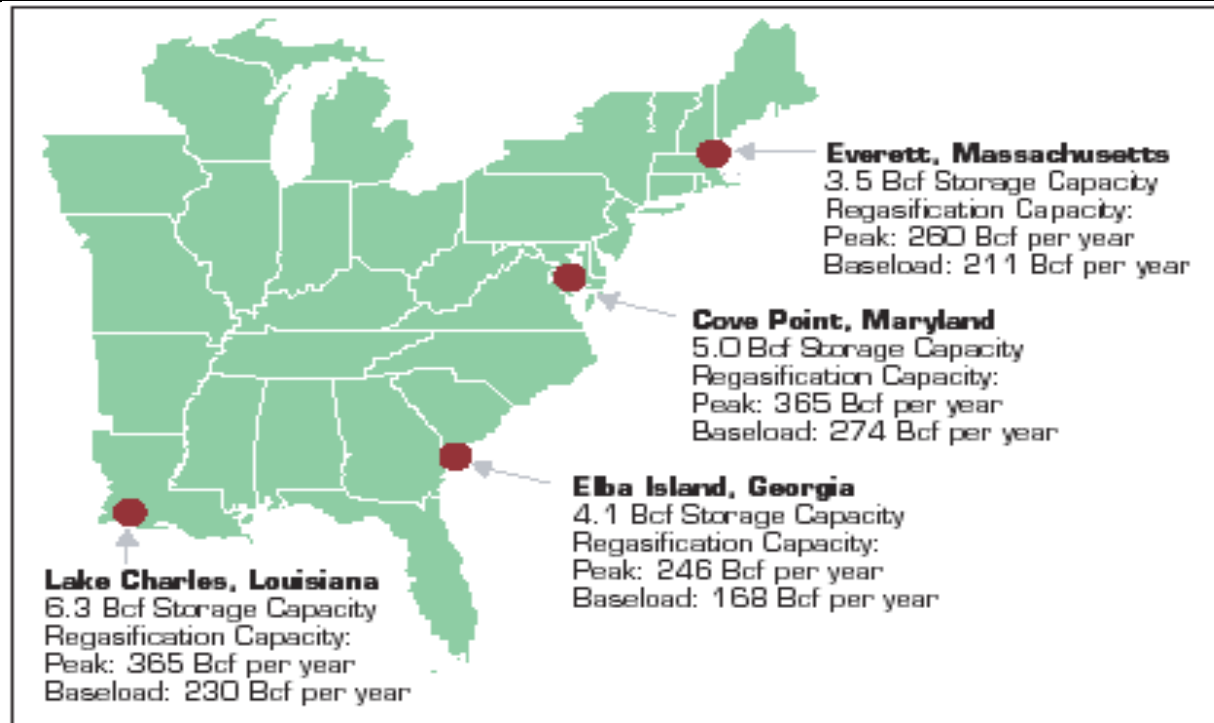 Everett, Massachusetts
3.5 Bcf Storage Capacity
Regasification Capacity:
Peak: 260 Bcf per year
Baseload: 211 Bcf per year
Cove Point, Maryland
5.0 Bcf Storage Capacity
Regasification Capacity:
Peak: 365 Bcf per year
Baseload: 274 Bcf per year
Elba Island, Georgia
4.1 Bcf Storage Capacity
Regasification Capacity:
Peak: 246 Bcf per year
Baseload: 168 Bcf per year
Lake Charles, Louisiana
6.3 Bcf Storage Capacity
Regasification Capacity:
Peak: 365 Bcf per year
Baseload: 230 Bcf per year